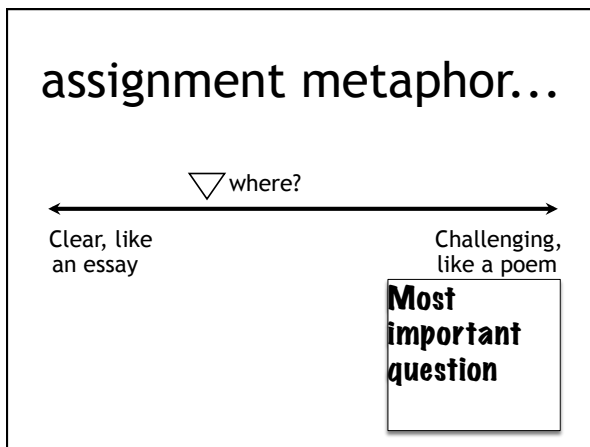 assignment metaphor...
where?
Clear, like
an essay
Challenging,
like a poem
Most
important
question